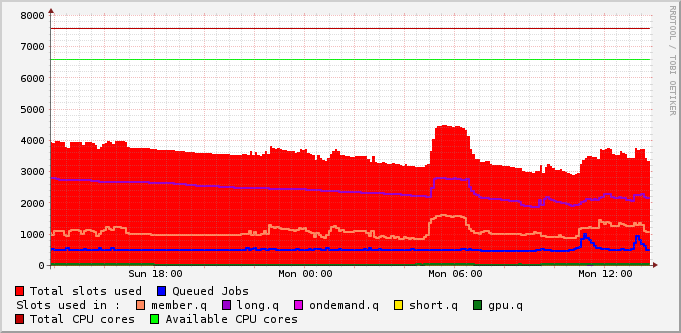 8000
7000
6000
5000
4000
3000
2000
1000
0
Sun 18:00 Mon 00:00 Mon 06:00 Mon 12:00
Total slots used Queued Jobs
Slots used in : member.q long.q ondemand.q short.q gpu.q
Total CPU cores Available CPU cores
RRDTOOL / TOBI OETIKER